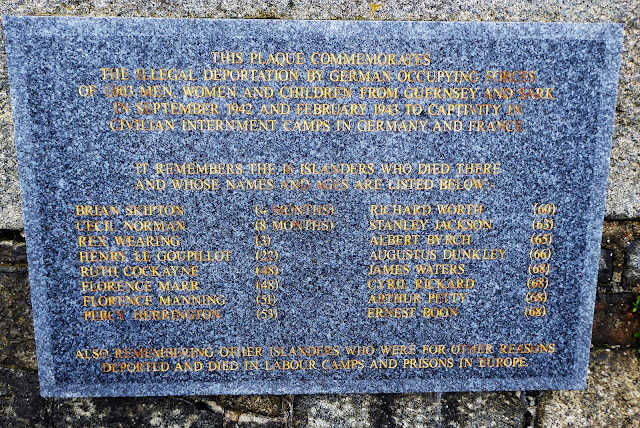 THIS PLAQUE COMMEMORATES
THE ILLEGAL DEPORTATION BY GERMAN OCCUPYING FORCES
OF 1,003 MEN, WOMEN AND CHILDREN FROM GUERNSEY AND SARK
IN SEPTEMBER 1942 AND FEBRUARY 1943 TO CAPTIVITY IN
CIVILIAN INTERNMENT CAMPS IN GERMANY AND FRANCE
IT REMEMBERS THE 16 ISLANDERS WHO DIED THERE
AND WHOSE NAMES AND AGES ARE LISTED BELOW:-
BRIAN SKIPTON ( MONTHS) RICHARD WORTH (60)
CECIL NORMAN (8 MONTHS) STANLEY JACKSON (65)
REX WEARING (3) ALBERT BYRCH (65)
HENRY LE GOUPILLOT (22) AUGUSTUS DUNKLEY (66)
RUTH COCKAYNE (48) JAMES WATERS (68)
FLORENCE MARR (48) CYRIL RICKARD (68)
FLORENCE MANNING (51) ARTHUR PETTY (68)
PERCY HERRINGTON (53) ERNEST BOON (68)
ALSO REMEMBERING OTHER ISLANDERS WHO WERE FOR OTHER REASONS
DEPORTED AND DIED IN LABOUR CAMPS AND PRISONS IN EUROPE.